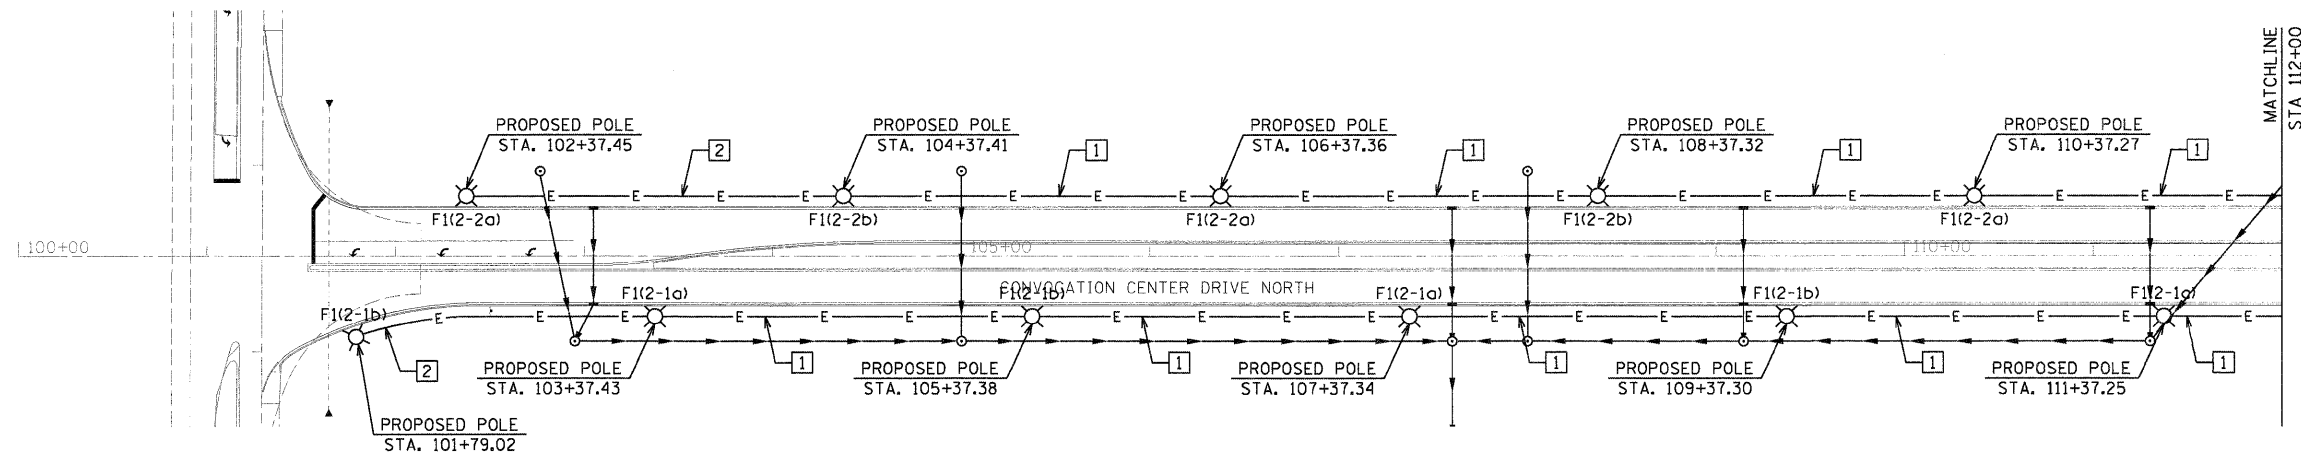 MATCHLINE
STA 112+00
PROPOSED POLE
STA. 102+37.45
2
PROPOSED POLE
STA. 104+37.41
1
PROPOSED POLE
STA. 106+37.36
1
PROPOSED POLE
STA. 108+37.32
1
PROPOSED POLE
STA. 110+37.27
1
E E E E E E E E E E E E E E E E E E E E
F1(2-2a)
F1(2-2b)
F1(2-2a)
F1(2-2b)
F1(2-2a)
100+00
105+00
110+00
CONVOGATION CENTER DRIVE NORTH
F1(2-1b)
F1(2-1a)
F1(2-1b)
F1(2-1a)
F1(2-1b)
F1(2-1a)
E E E E E E E E E E E E E E E E E E E E
2
PROPOSED POLE
STA. 103+37.43
1
PROPOSED POLE
STA. 105+37.38
1
PROPOSED POLE
STA. 107+37.34
1
PROPOSED POLE
STA. 109+37.30
1
PROPOSED POLE
STA. 111+37.25
1
PROPOSED POLE
STA. 101+79.02